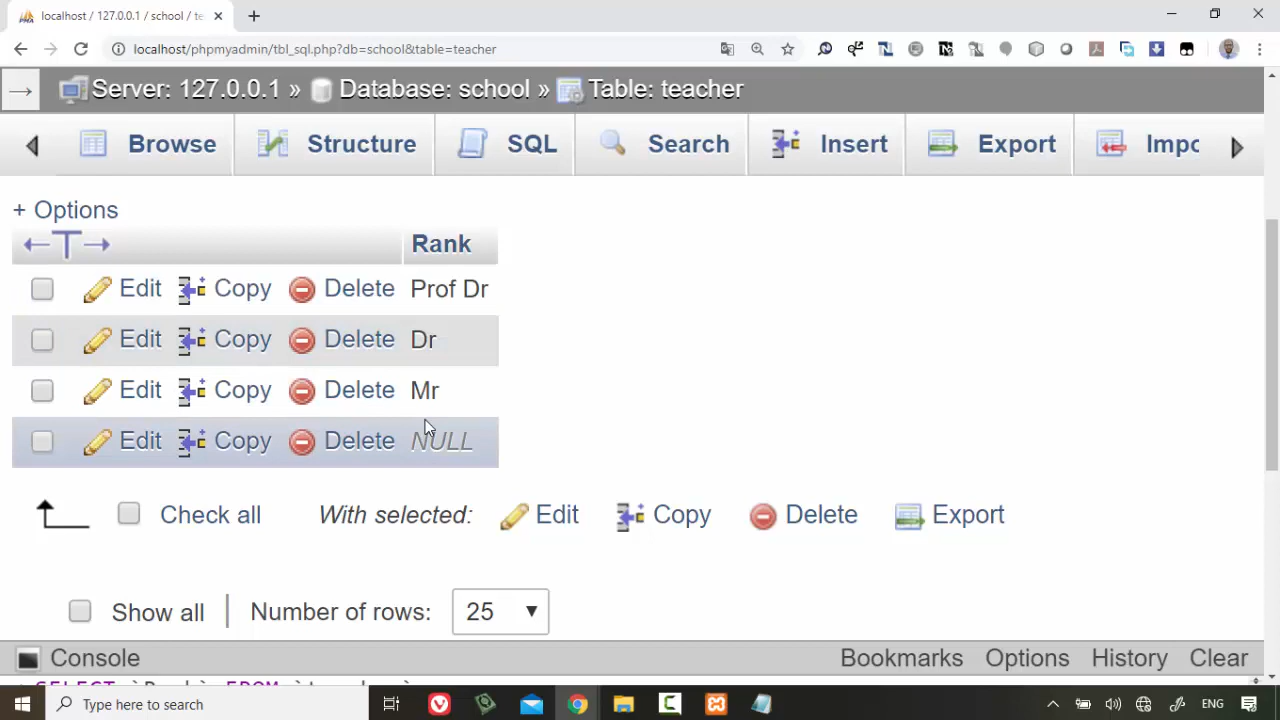 localhost / 127.0.0.1 / school / te
localhost/phpmyadmin/tbl_sql.php?db=school&table=teacher
Server: 127.0.0.1 » Database: school » Table: teacher
Browse Structure SQL Search Insert Export Impo
+ Options
Rank
Edit Copy Delete Prof Dr
Edit Copy Delete Dr
Edit Copy Delete Mr
Edit Copy Delete NULL
Check all With selected: Edit Copy Delete Export
Show all Number of rows: 25
Console Bookmarks Options History Clear
Type here to search ENG